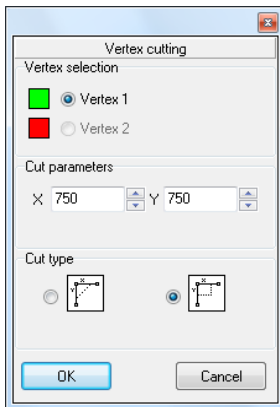 Vertex cutting
Vertex selection
Vertex 1
Vertex 2
Cut parameters
X 750 Y 750
Cut type
X Y X Y
OK Cancel